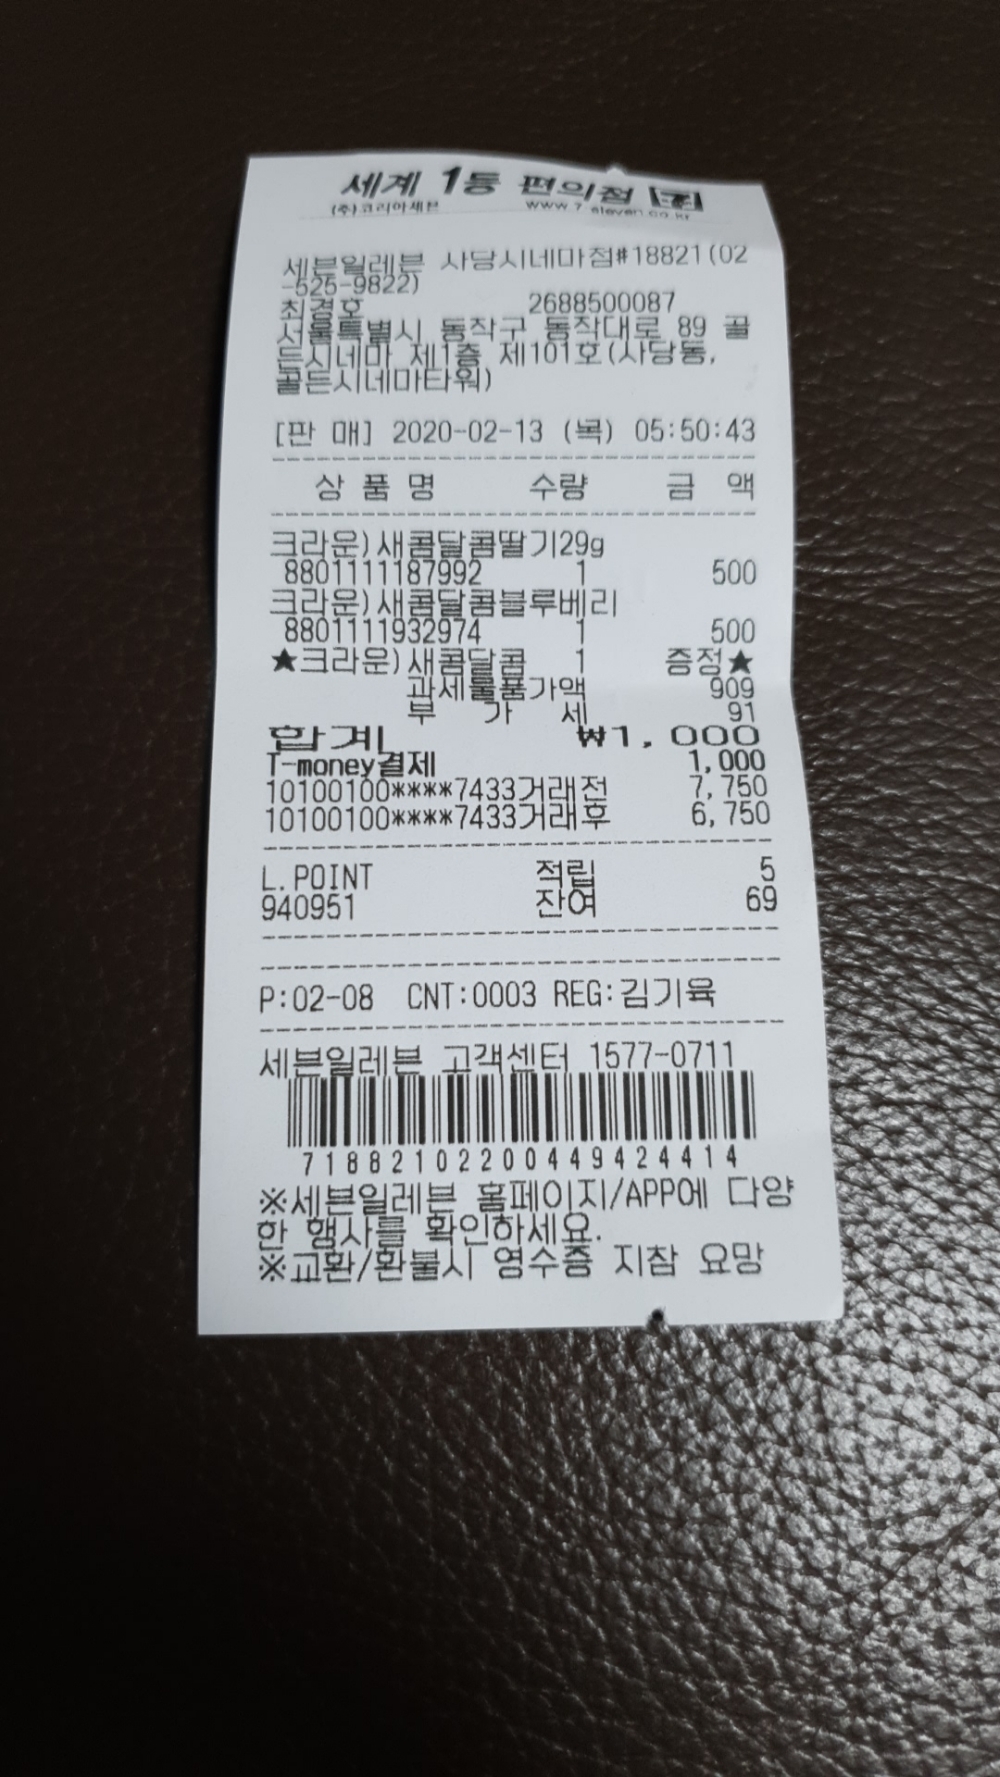 세계 1등 편의점
(주)코리아세븐 www.7-eleven.co.kr
세븐일레븐 사당시네마점#18821(02
-525-9822)
최경호 2688500087
서울특별시 동작구 동작대로 89 골
든시네마 제1층 제101호(사당동,
골든시네마타워)
[판 매] 2020-02-13 (목) 05:50:43
상 품 명 수량 금 액
크라운)새콤달콤딸기29g
8801111187992 1 500
크라운)새콤달콤블루베리
8801111932974 1 500
★크라운)새콤달콤 1 증정★
과세물품가액 909
부 가 세 91
합계 ₩1,000
T-money결제 1,000
10100100****7433거래전 7,750
10100100****7433거래후 6,750
L.POINT 적립 5
940951 잔여 69
P:02-08 CNT:0003 REG:김기육
세븐일레븐 고객센터 1577-0711
718821022004494244 14
※세븐일레븐 홈페이지/APP에 다양
한 행사를 확인하세요.
※교환/환불시 영수증 지참 요망